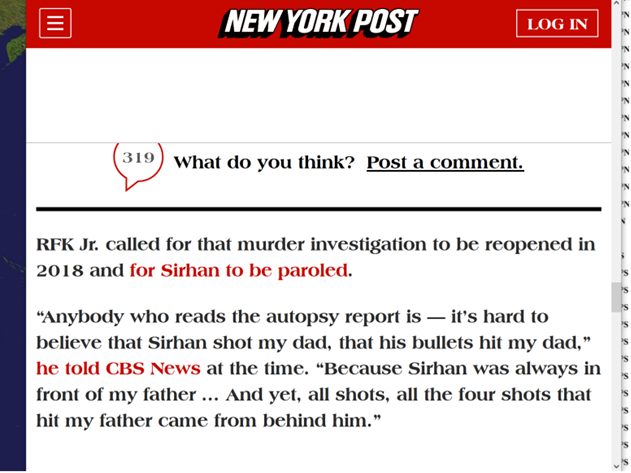 NEW YORK POST
LOG IN
319
What do you think? Post a comment.
RFK Jr. called for that murder investigation to be reopened in
2018 and for Sirhan to be paroled.
“Anybody who reads the autopsy report is — it’s hard to
believe that Sirhan shot my dad, that his bullets hit my dad,”
he told CBS News at the time. “Because Sirhan was always in
front of my father ... And yet, all shots, all the four shots that
hit my father came from behind him.”